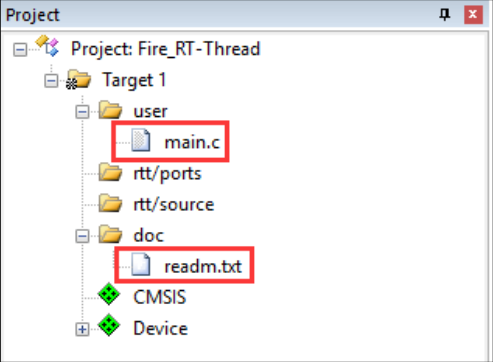 Project
Project: Fire_RT-Thread
Target 1
user
main.c
rtt/ports
rtt/source
doc
readm.txt
CMSIS
Device